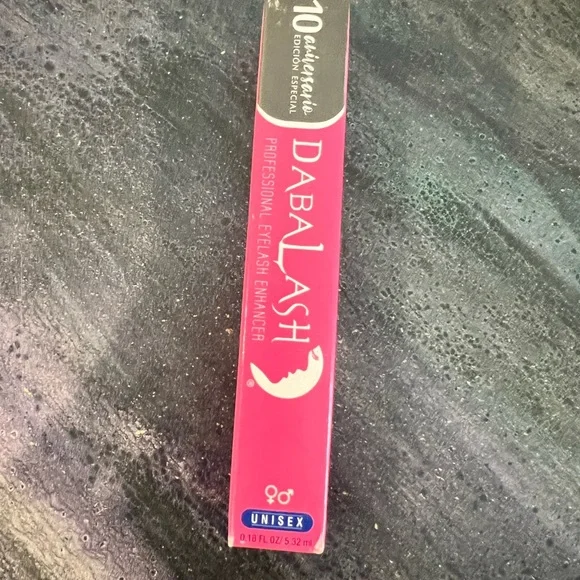 10 aniversario
EDICIÓN ESPECIAL
DABALASH
®
PROFESSIONAL EYELASH ENHANCER
UNISEX
0.18 FL OZ/ 5.32 ml